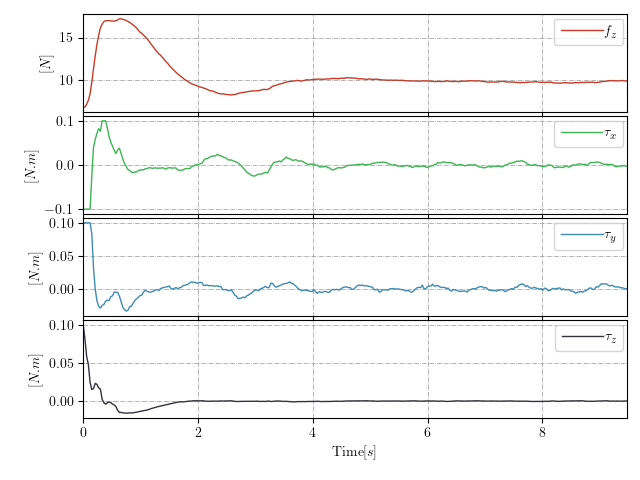 [N]
15
10
f_z
[N.m]
0.1
0.0
−0.1
τ_x
[N.m]
0.10
0.05
0.00
τ_y
[N.m]
0.10
0.05
0.00
τ_z
0 2 4 6 8
Time[s]